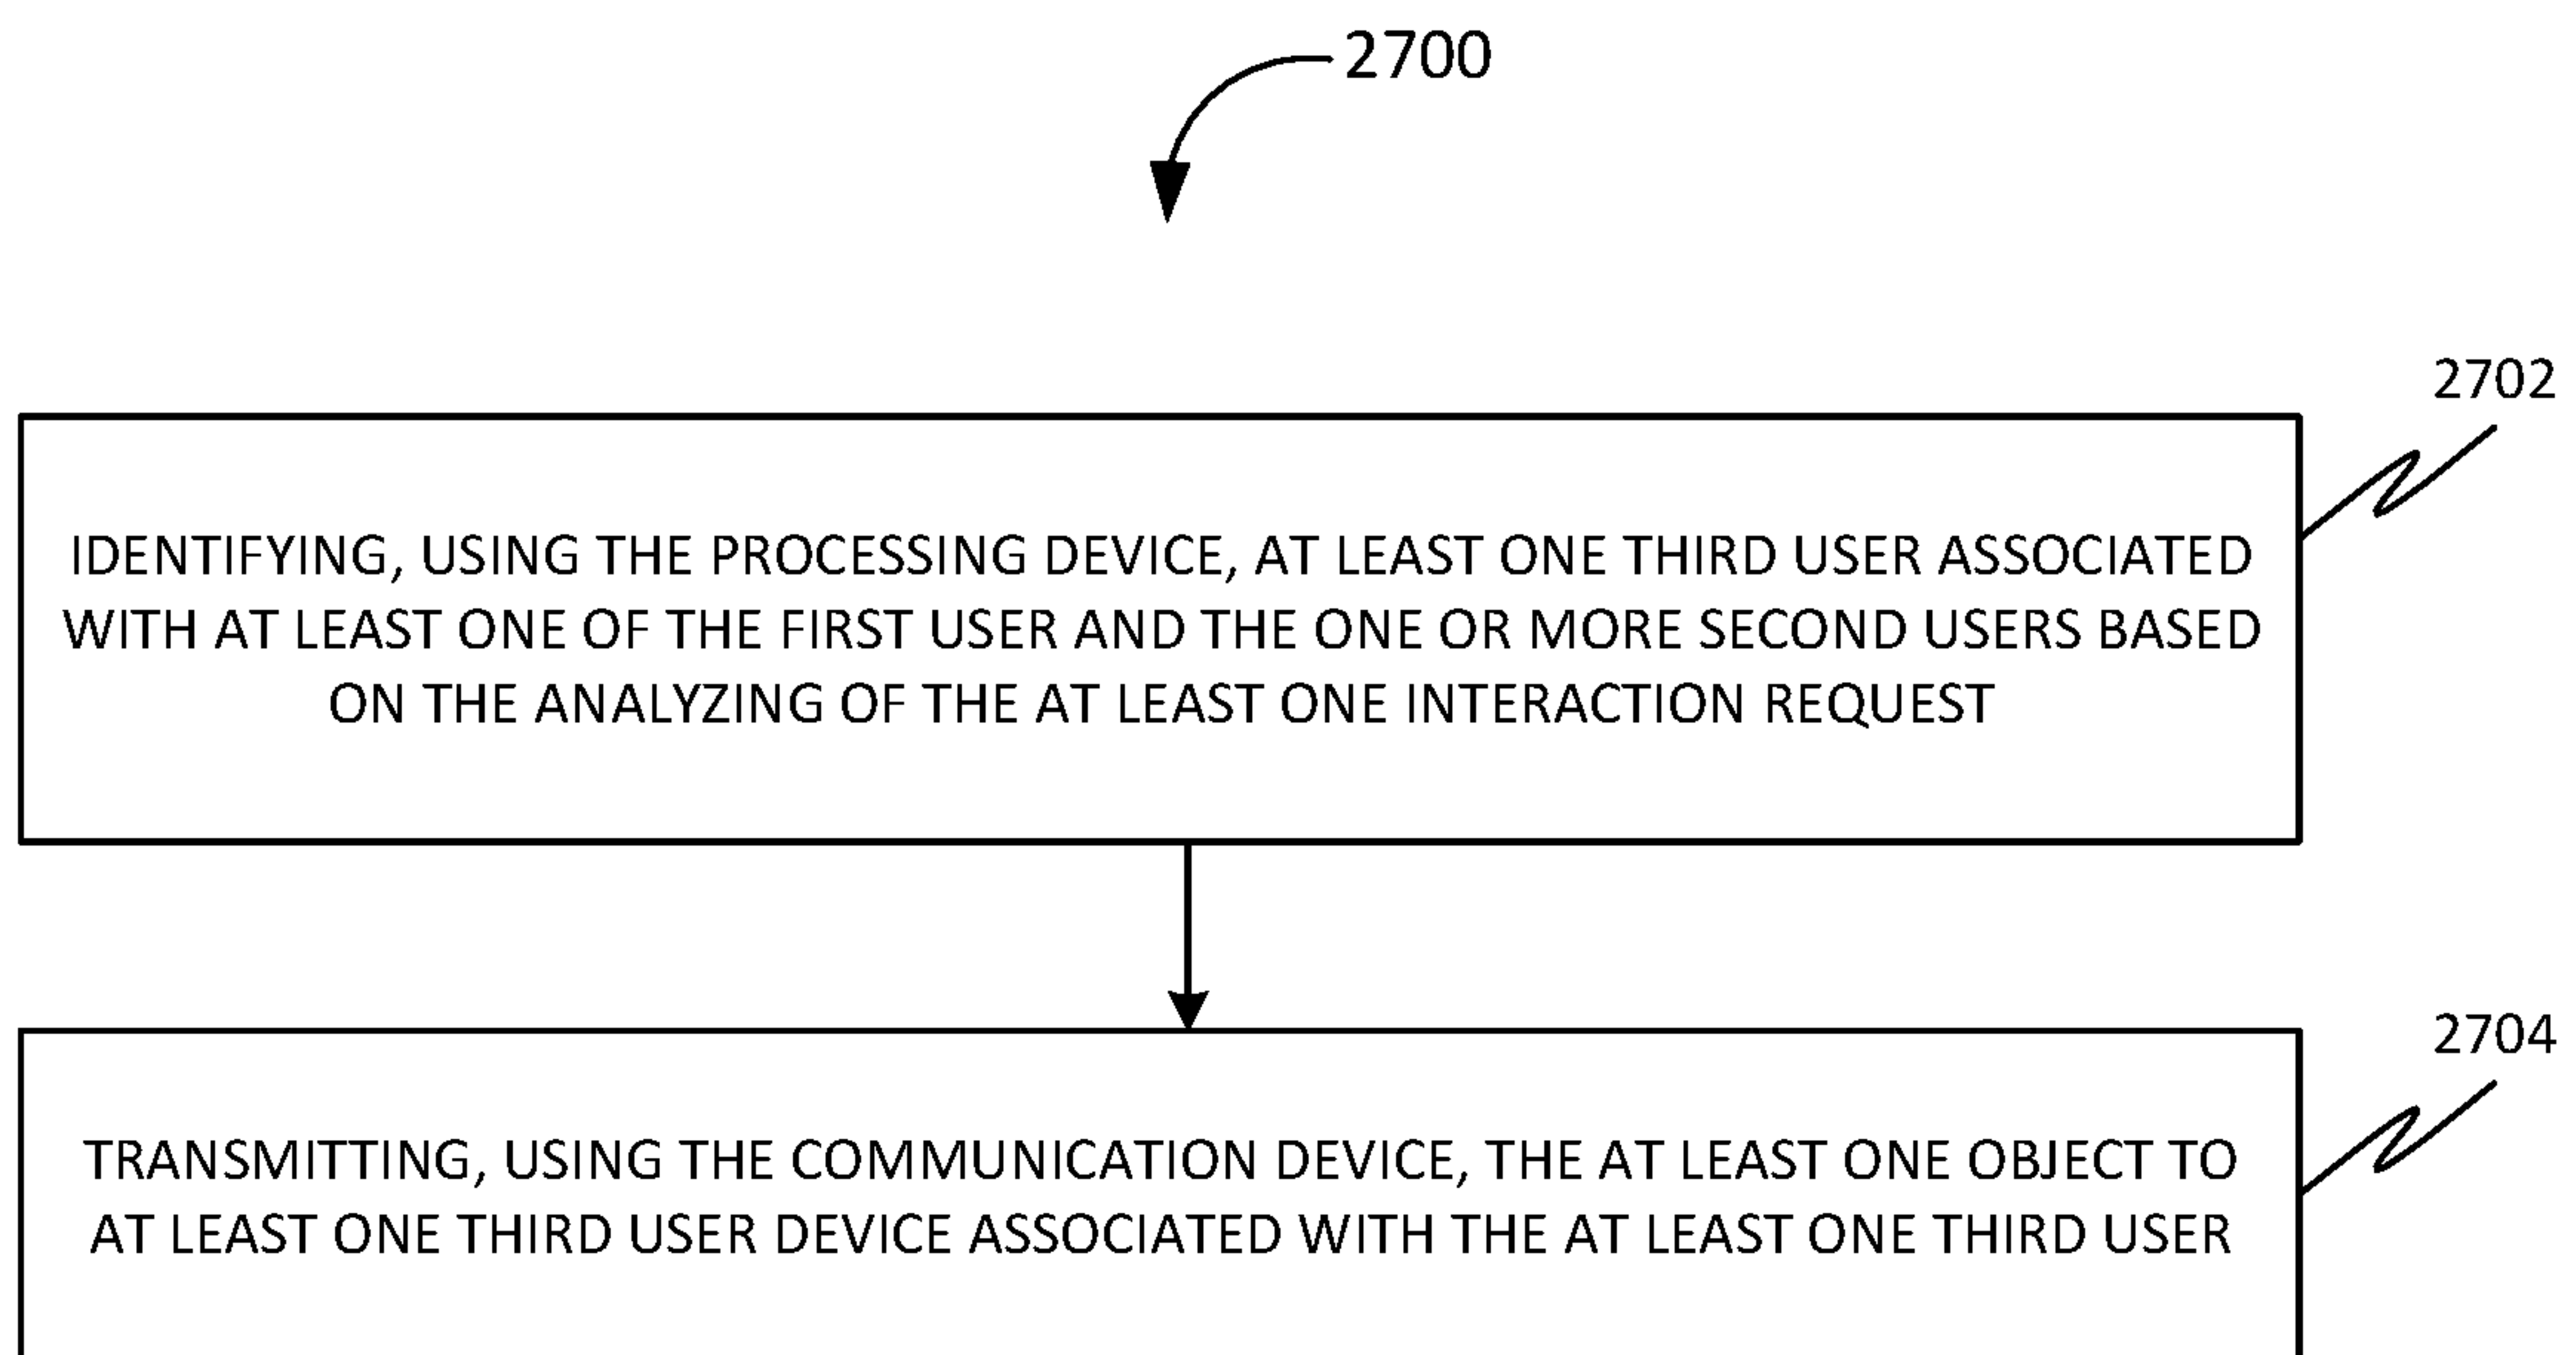 2700
2702
IDENTIFYING, USING THE PROCESSING DEVICE, AT LEAST ONE THIRD USER ASSOCIATED
WITH AT LEAST ONE OF THE FIRST USER AND THE ONE OR MORE SECOND USERS BASED
ON THE ANALYZING OF THE AT LEAST ONE INTERACTION REQUEST
2704
TRANSMITTING, USING THE COMMUNICATION DEVICE, THE AT LEAST ONE OBJECT TO
AT LEAST ONE THIRD USER DEVICE ASSOCIATED WITH THE AT LEAST ONE THIRD USER